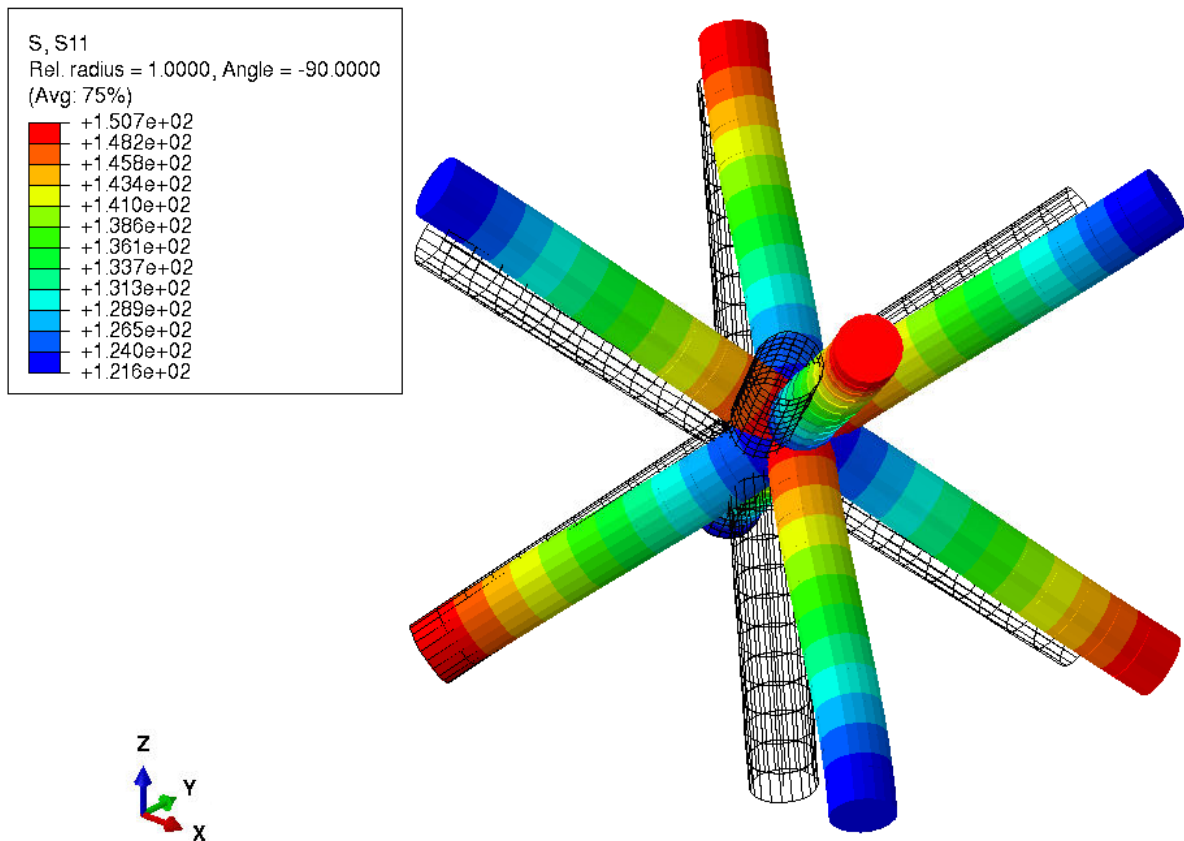 S, S11
Rel. radius = 1.0000, Angle = -90.0000
(Avg: 75%)
+1.507e+02
+1.482e+02
+1.458e+02
+1.434e+02
+1.410e+02
+1.386e+02
+1.361e+02
+1.337e+02
+1.313e+02
+1.289e+02
+1.265e+02
+1.240e+02
+1.216e+02
Z
Y
X